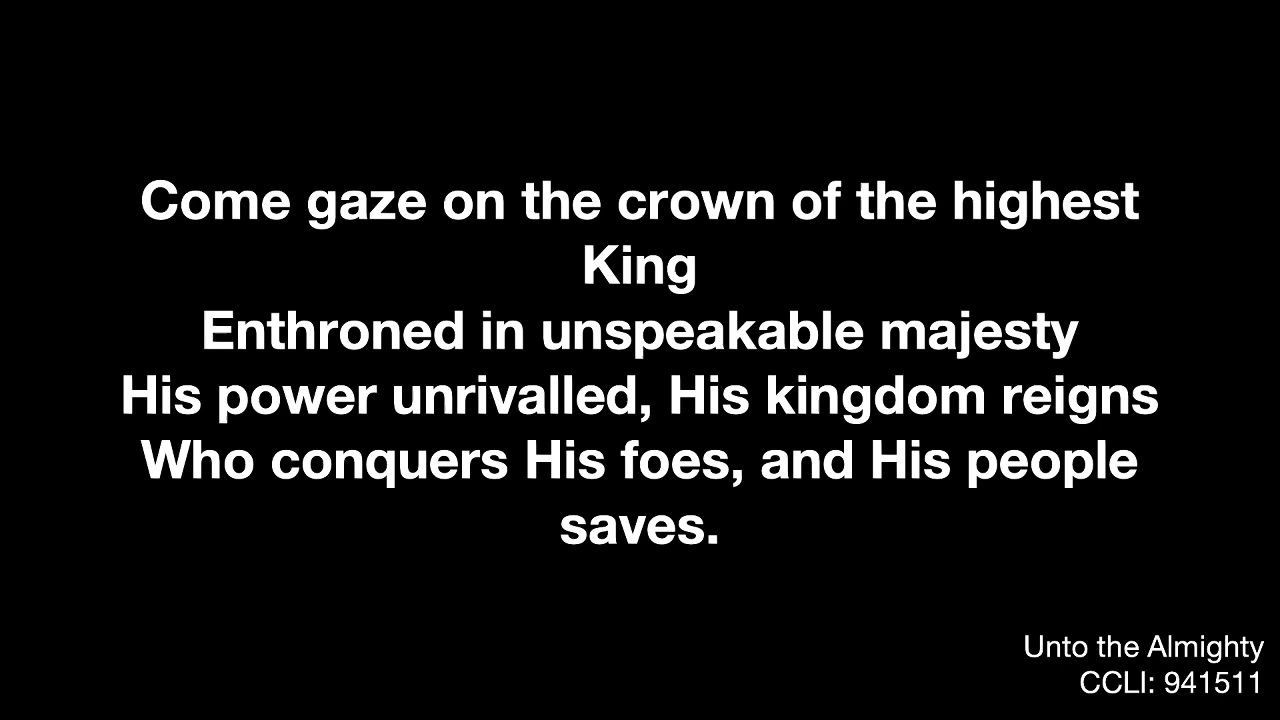 Come gaze on the crown of the highest
King
Enthroned in unspeakable majesty
His power unrivalled, His kingdom reigns
Who conquers His foes, and His people
saves.
Unto the Almighty
CCLI: 941511